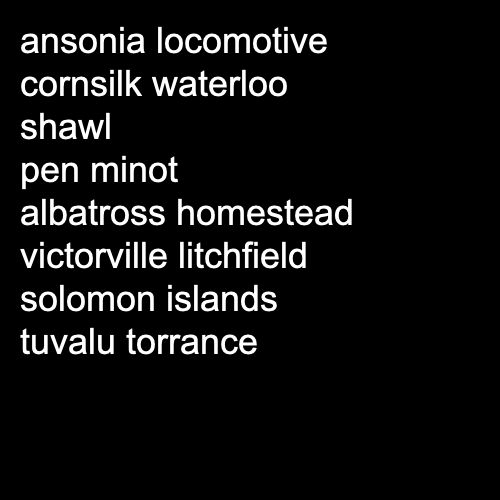 ansonia locomotive
cornsilk waterloo
shawl
pen minot
albatross homestead
victorville litchfield
solomon islands
tuvalu torrance